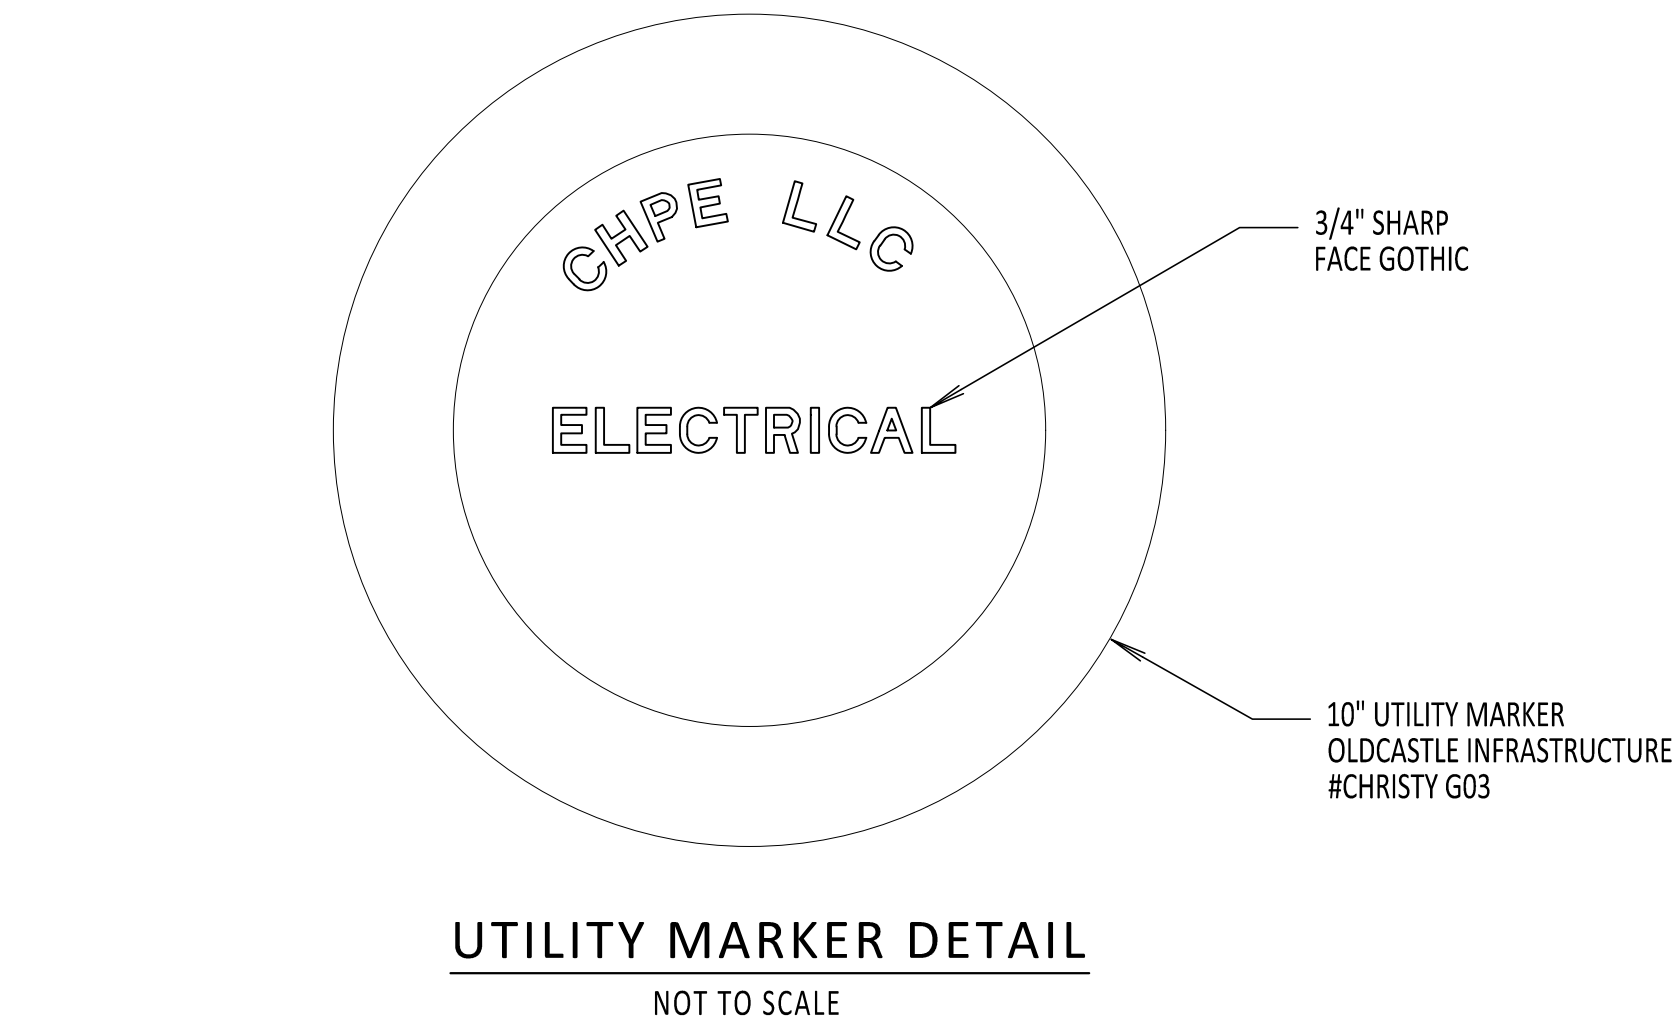 CHPE LLC
ELECTRICAL
3/4" SHARP
FACE GOTHIC
10" UTILITY MARKER
OLDCASTLE INFRASTRUCTURE
#CHRISTY G03
UTILITY MARKER DETAIL
NOT TO SCALE